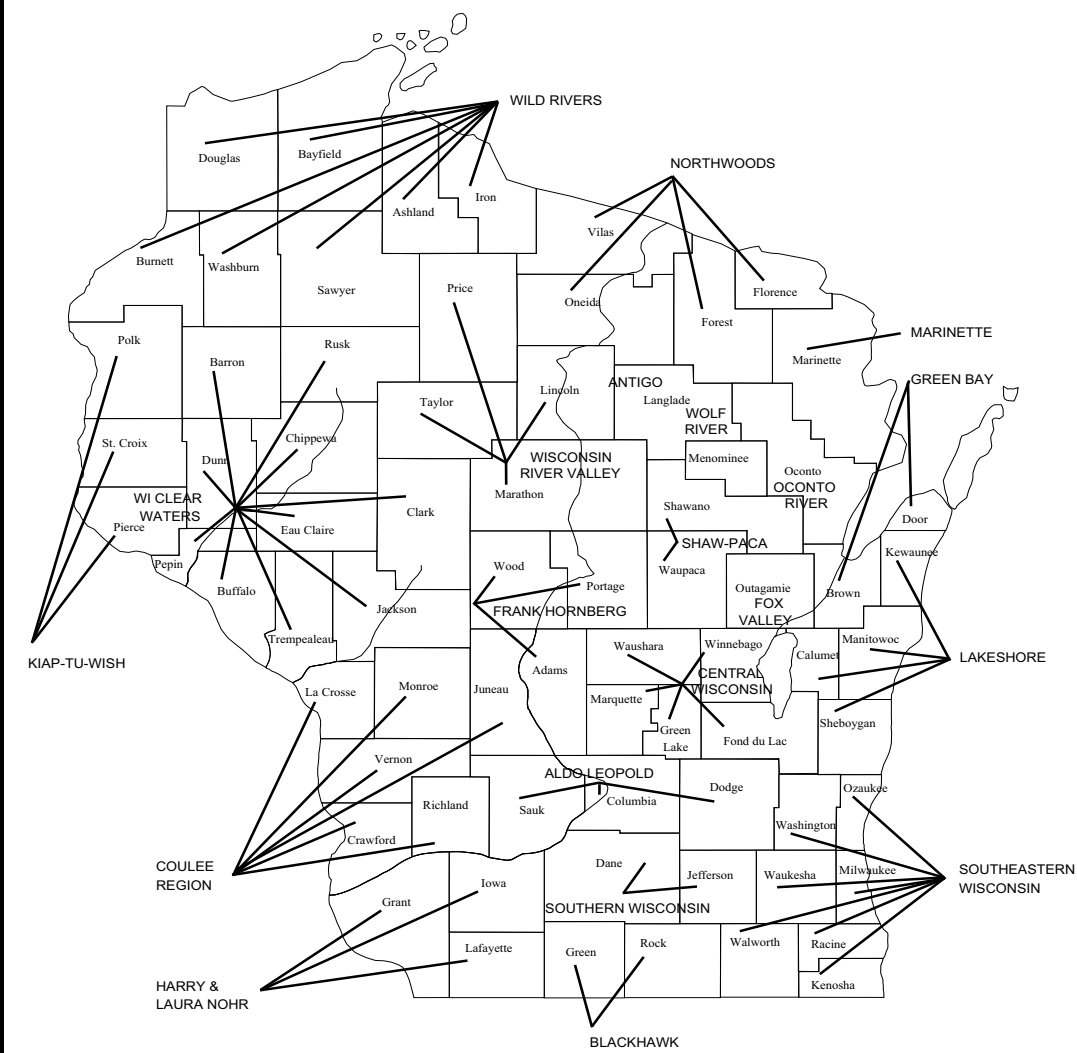 WILD RIVERS
Douglas
Bayfield
Ashland
Iron
NORTHWOODS
Vilas
Burnett
Washburn
Sawyer
Price
Oneida
Florence
Forest
MARINETTE
Marinette
Polk
Barron
Rusk
GREEN BAY
Taylor
Lincoln
ANTIGO
Langlade
WOLF
RIVER
St. Croix
Chippewa
Dunn
WISCONSIN
RIVER VALLEY
Menominee
Marathon
Oconto
OCONTO
RIVER
WI CLEAR
WATERS
Pierce
Eau Claire
Clark
Shawano
SHAW-PACA
Door
Kewaunee
Pepin
Buffalo
Wood
Portage
Waupaca
Outagamie
FOX
VALLEY
Brown
Jackson
FRANK HORNBERG
Trempealeau
KIAP-TU-WISH
Adams
Waushara
Winnebago
Calumet
Manitowoc
LAKESHORE
CENTRAL
WISCONSIN
La Crosse
Monroe
Juneau
Marquette
Green
Lake
Fond du Lac
Sheboygan
Vernon
ALDO LEOPOLD
Richland
Sauk
Columbia
Dodge
Ozaukee
Washington
Crawford
COULEE
REGION
Dane
Jefferson
Waukesha
Milwaukee
SOUTHEASTERN
WISCONSIN
Iowa
Grant
SOUTHERN WISCONSIN
Lafayette
Green
Rock
Walworth
Racine
Kenosha
HARRY &
LAURA NOHR
BLACKHAWK